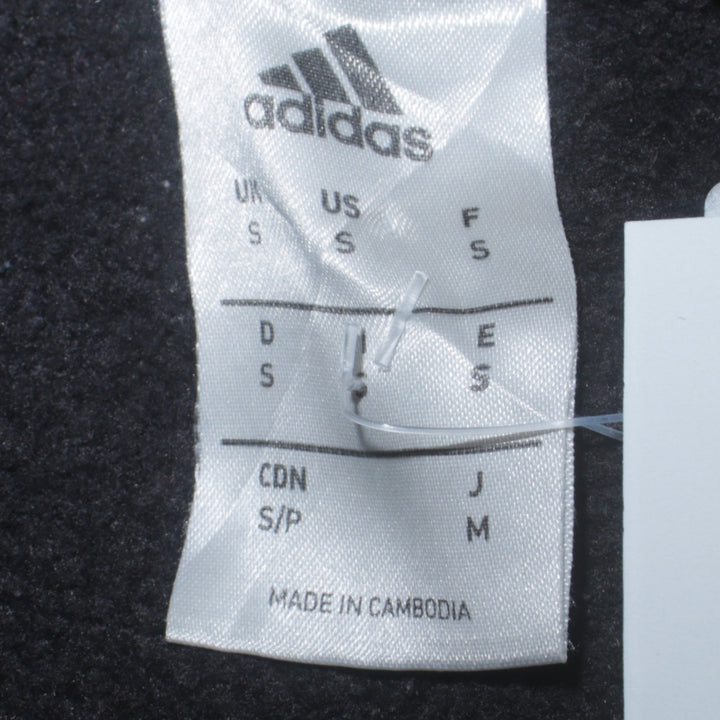 adidas
UK US F
S S S
D I E
S S S
CDN J
S/P M
MADE IN CAMBODIA